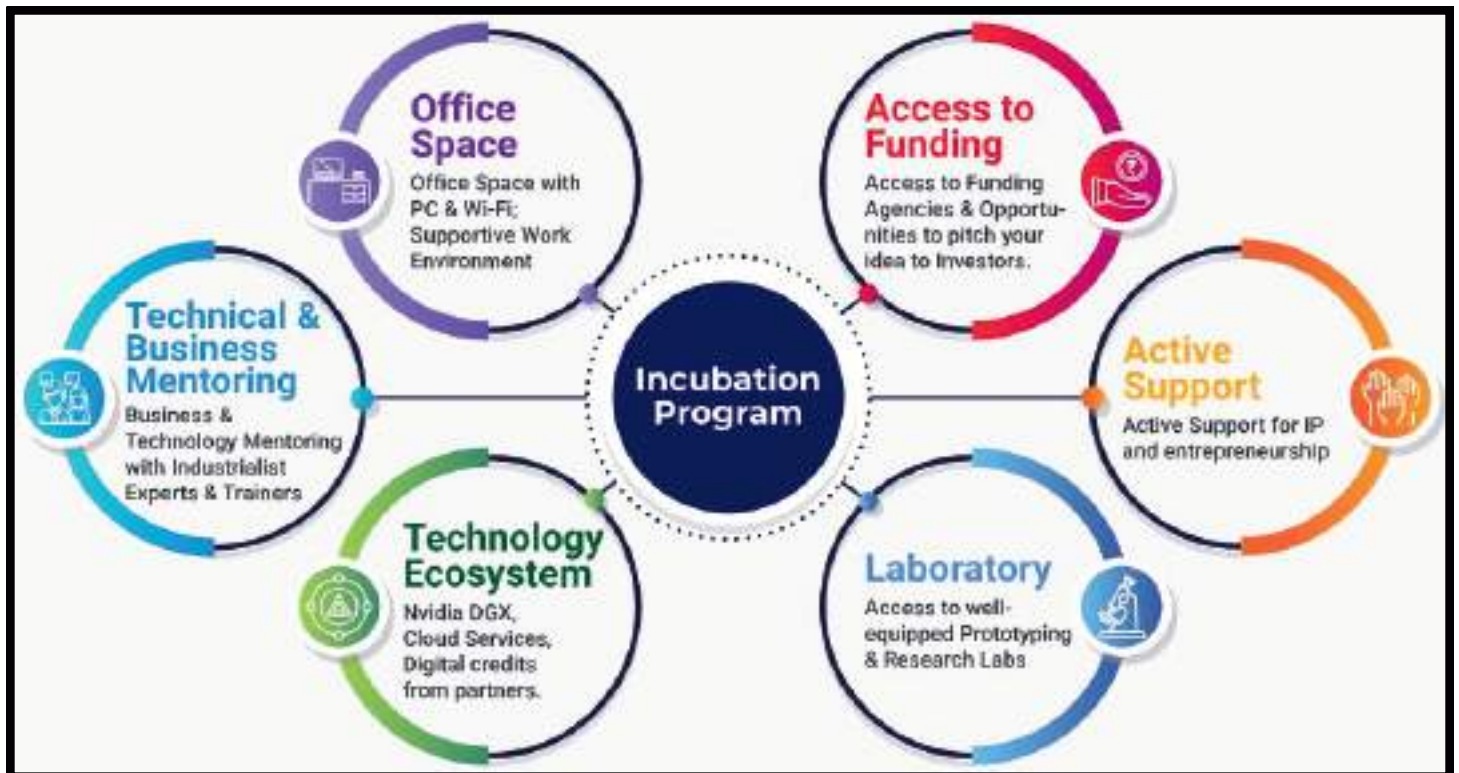 Office
Space
Office Space with
PC & Wi-Fi;
Supportive Work
Environment
Access to
Funding
Access to Funding
Agencies & Opportu-
nities to pitch your
idea to Investors.
Technical &
Business
Mentoring
Business &
Technology Mentoring
with Industrialist
Experts & Trainers
Incubation
Program
Active
Support
Active Support for IP
and entrepreneurship
Technology
Ecosystem
Nvidia DGX,
Cloud Services,
Digital credits
from partners.
Laboratory
Access to well-
equipped Prototyping
& Research Labs